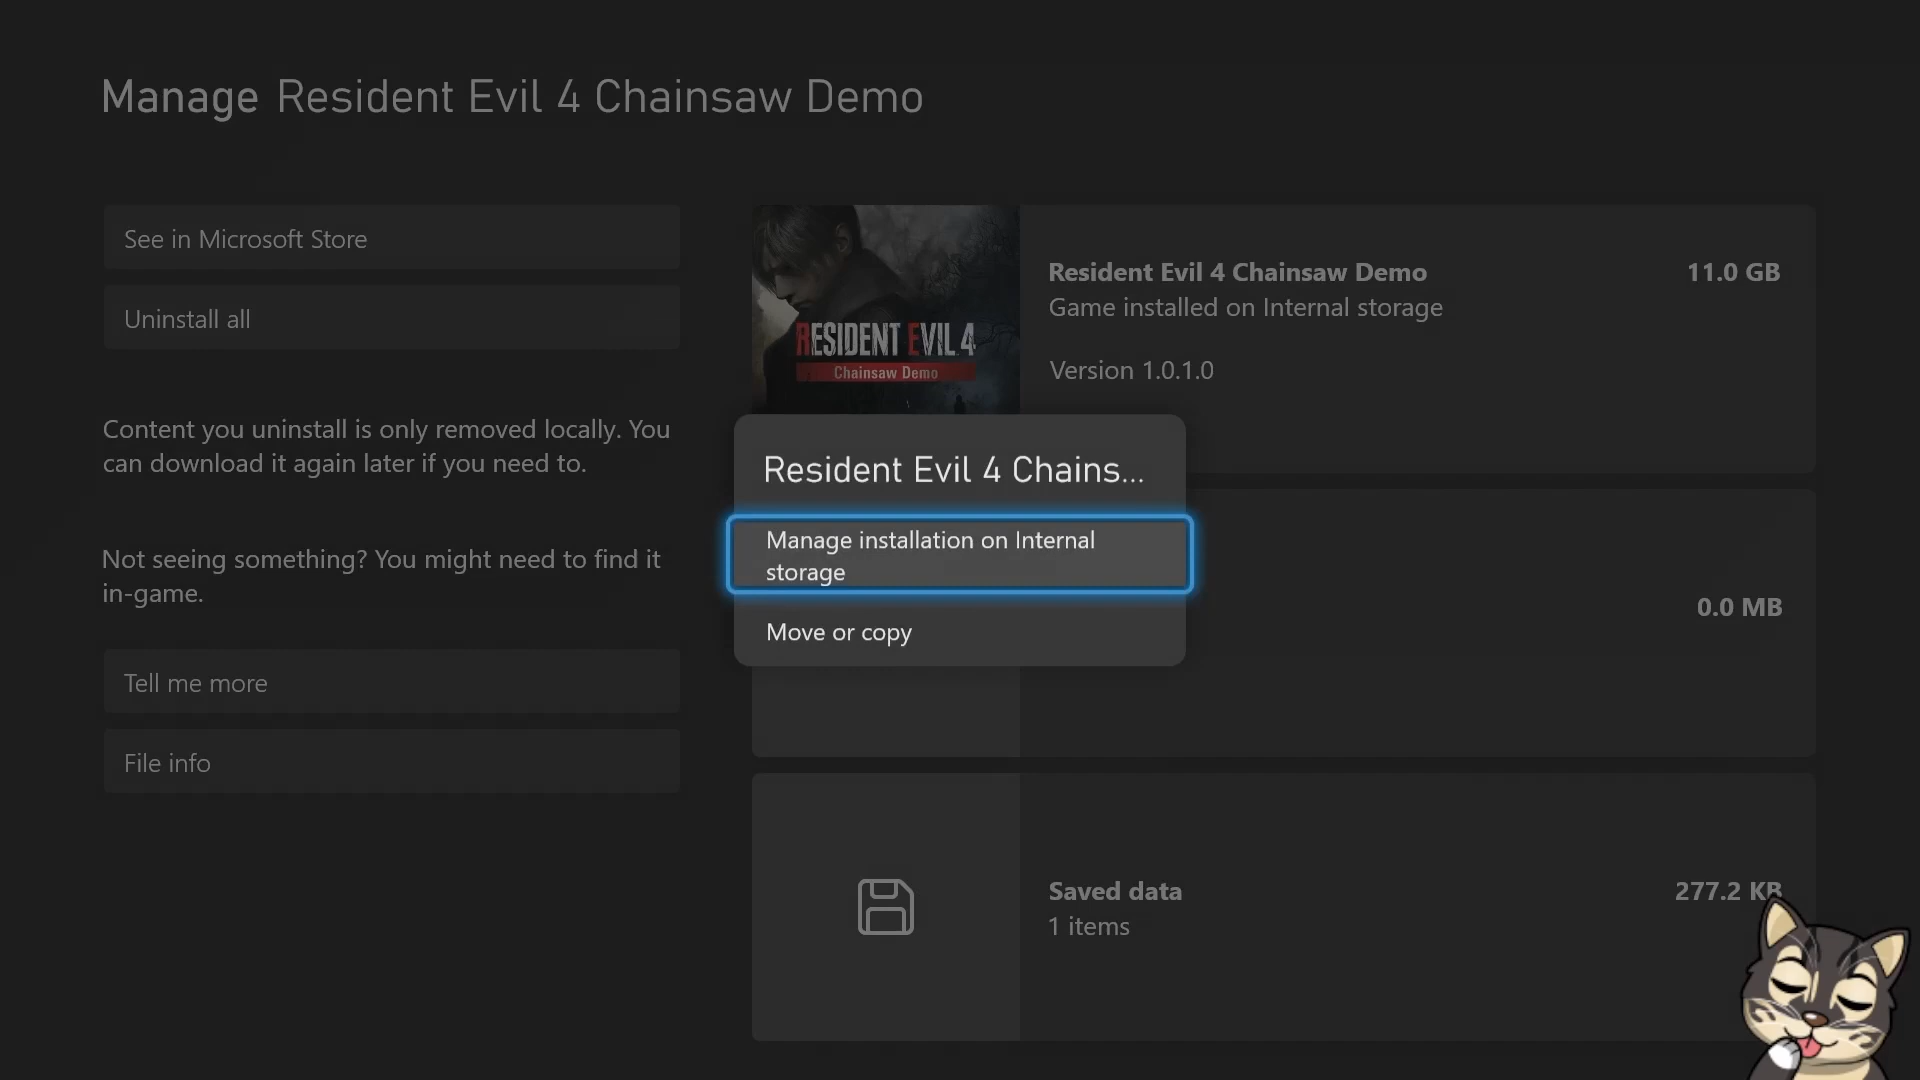 Manage Resident Evil 4 Chainsaw Demo
See in Microsoft Store
Uninstall all
Content you uninstall is only removed locally. You
can download it again later if you need to.
Not seeing something? You might need to find it
in-game.
Tell me more
File info
RESIDENT EVIL 4
Chainsaw Demo
Resident Evil 4 Chainsaw Demo
11.0 GB
Game installed on Internal storage
Version 1.0.1.0
Resident Evil 4 Chains...
Manage installation on Internal
storage
Move or copy
0.0 MB
Saved data
277.2 KB
1 items